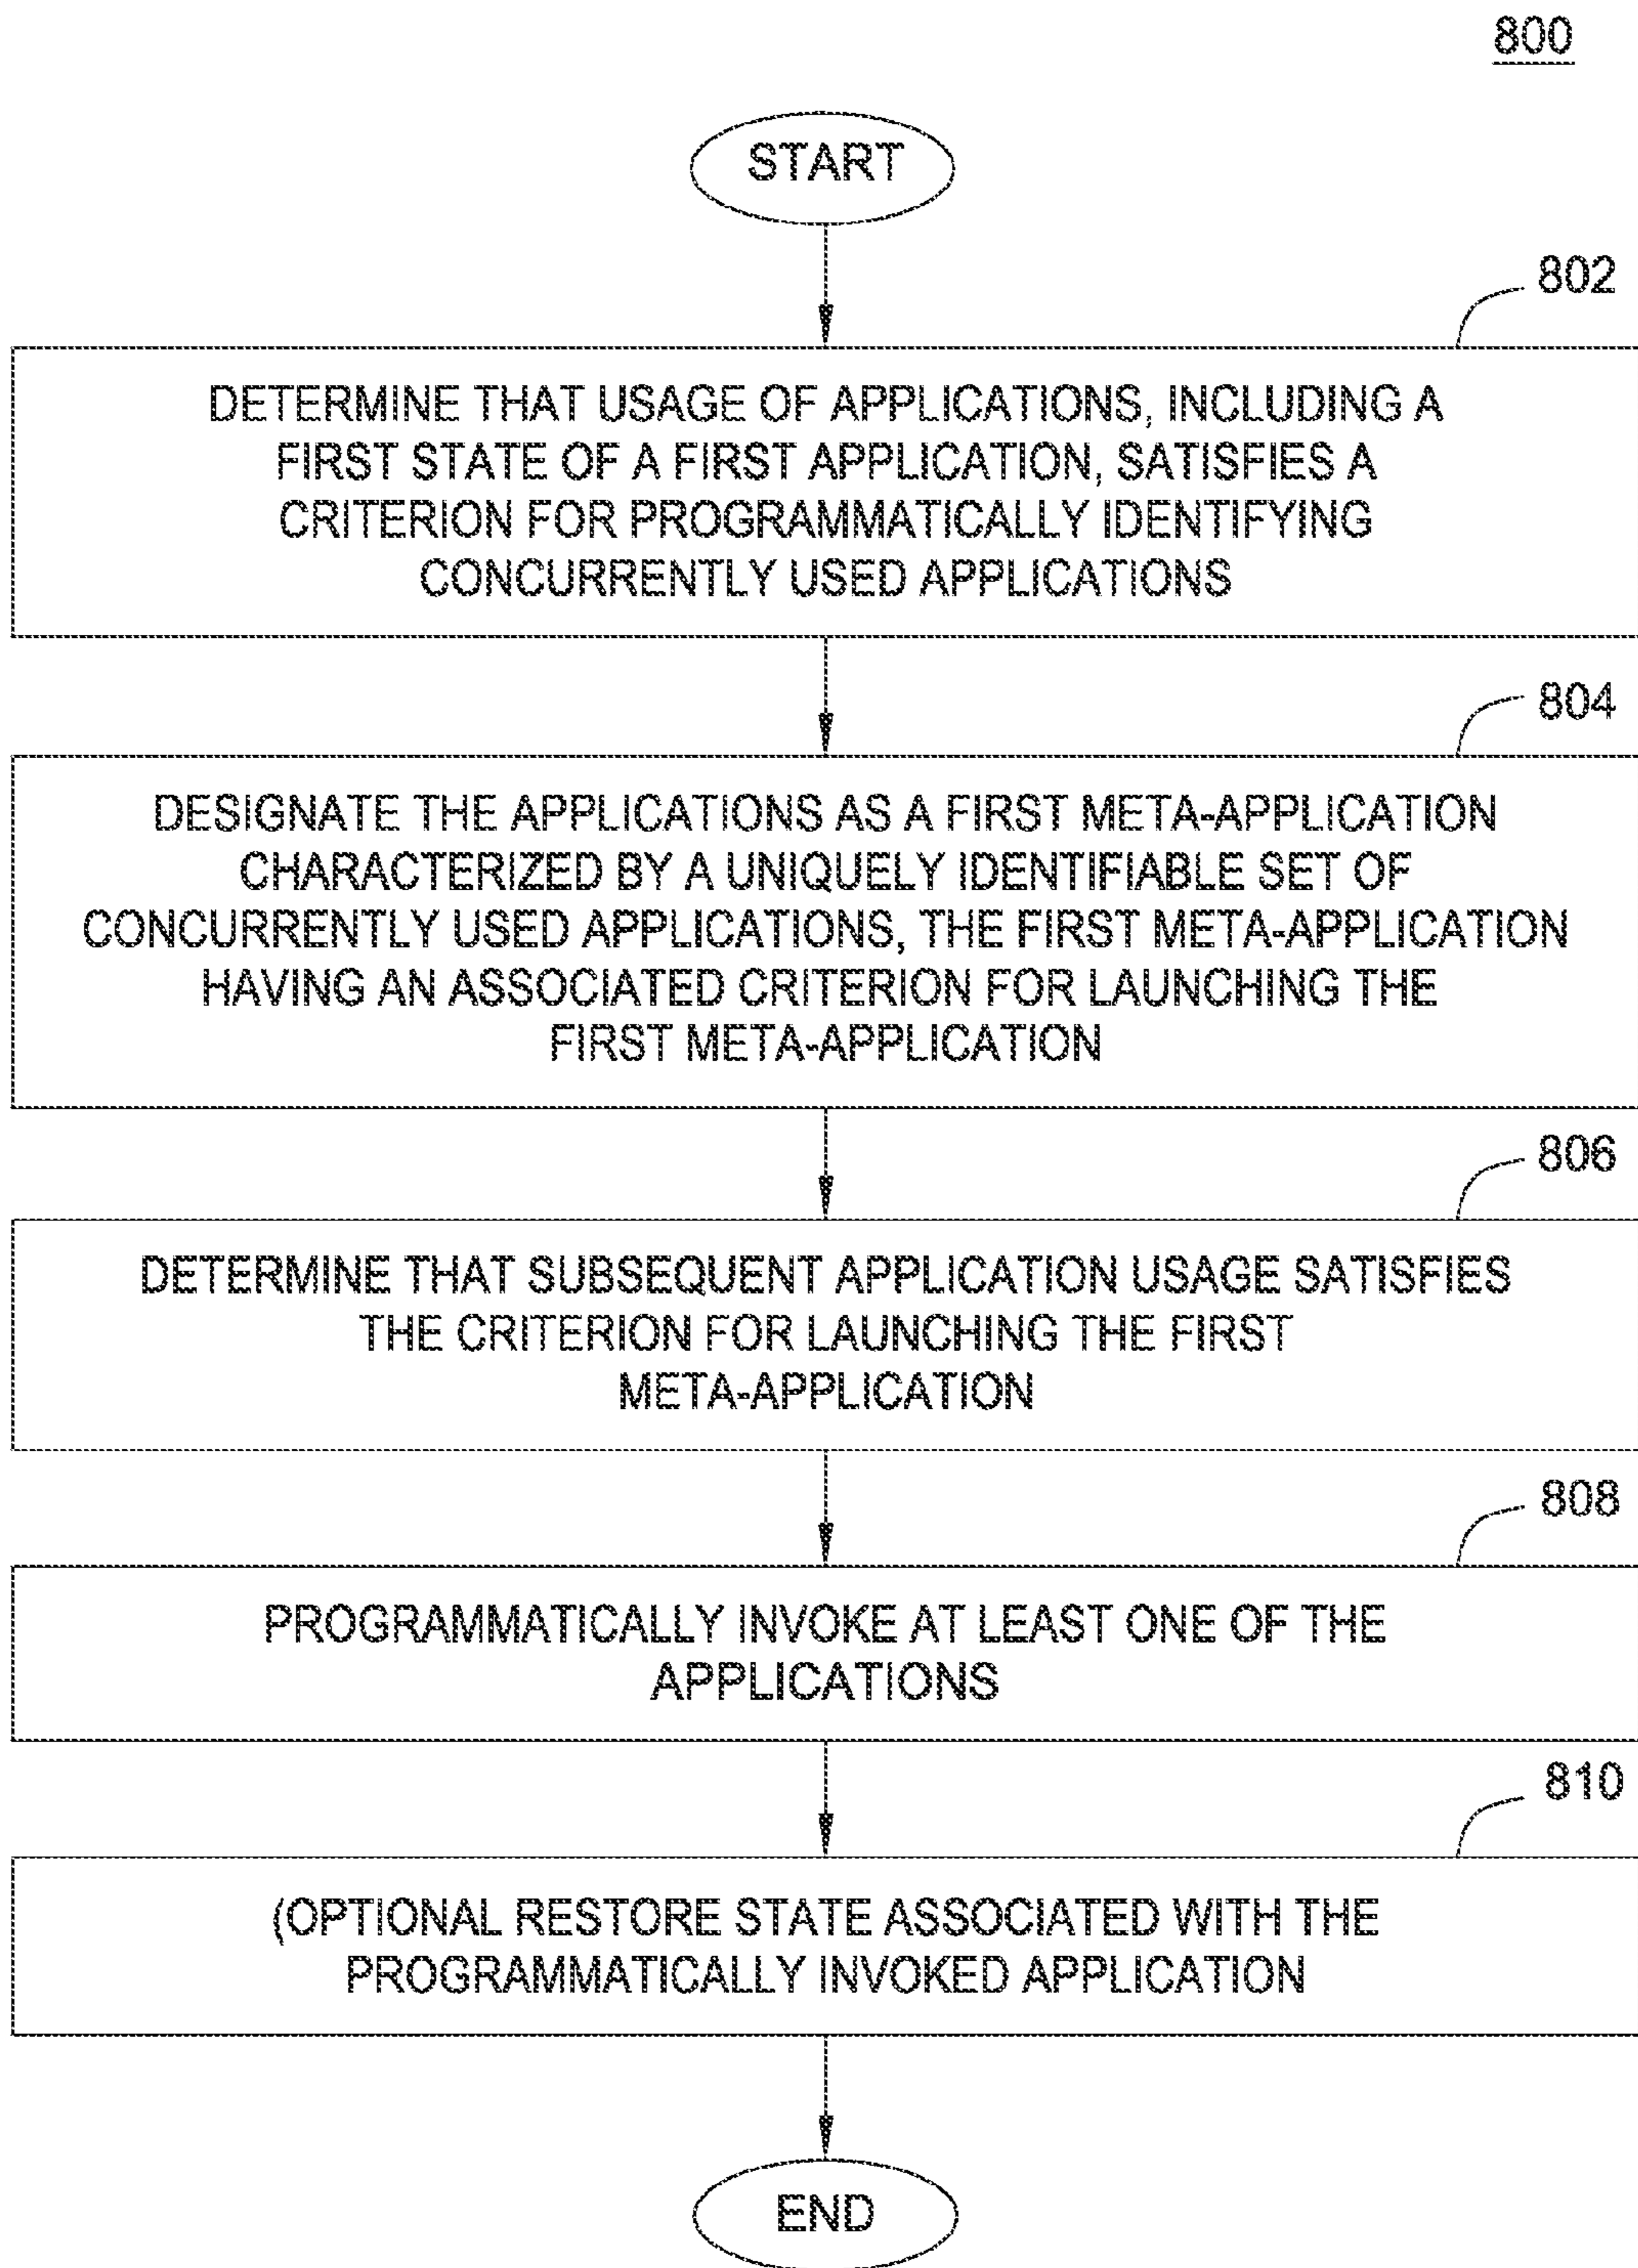 800
START
802
DETERMINE THAT USAGE OF APPLICATIONS, INCLUDING A
FIRST STATE OF A FIRST APPLICATION, SATISFIES A
CRITERION FOR PROGRAMMATICALLY IDENTIFYING
CONCURRENTLY USED APPLICATIONS
804
DESIGNATE THE APPLICATIONS AS A FIRST META-APPLICATION
CHARACTERIZED BY A UNIQUELY IDENTIFIABLE SET OF
CONCURRENTLY USED APPLICATIONS, THE FIRST META-APPLICATION
HAVING AN ASSOCIATED CRITERION FOR LAUNCHING THE
FIRST META-APPLICATION
806
DETERMINE THAT SUBSEQUENT APPLICATION USAGE SATISFIES
THE CRITERION FOR LAUNCHING THE FIRST
META-APPLICATION
808
PROGRAMMATICALLY INVOKE AT LEAST ONE OF THE
APPLICATIONS
810
(OPTIONAL RESTORE STATE ASSOCIATED WITH THE
PROGRAMMATICALLY INVOKED APPLICATION
END